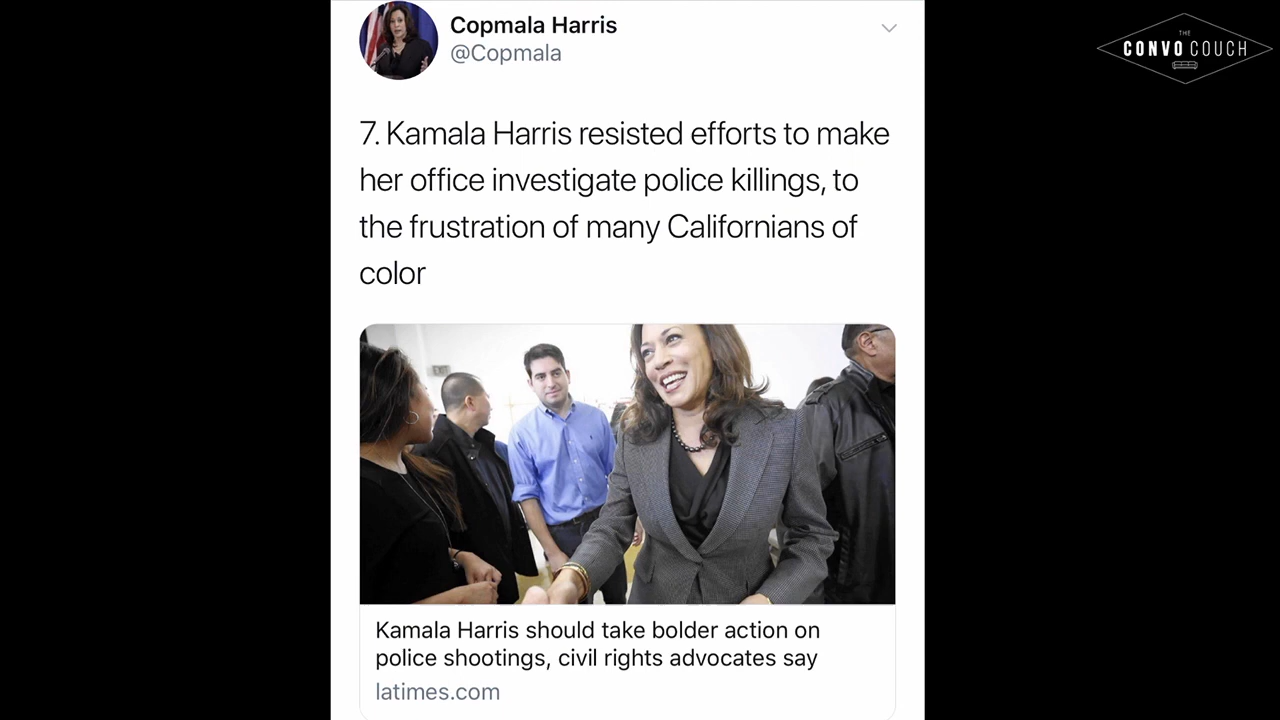 Copmala Harris
@Copmala
THE
CONVO COUCH
7. Kamala Harris resisted efforts to make
her office investigate police killings, to
the frustration of many Californians of
color
Kamala Harris should take bolder action on
police shootings, civil rights advocates say
latimes.com